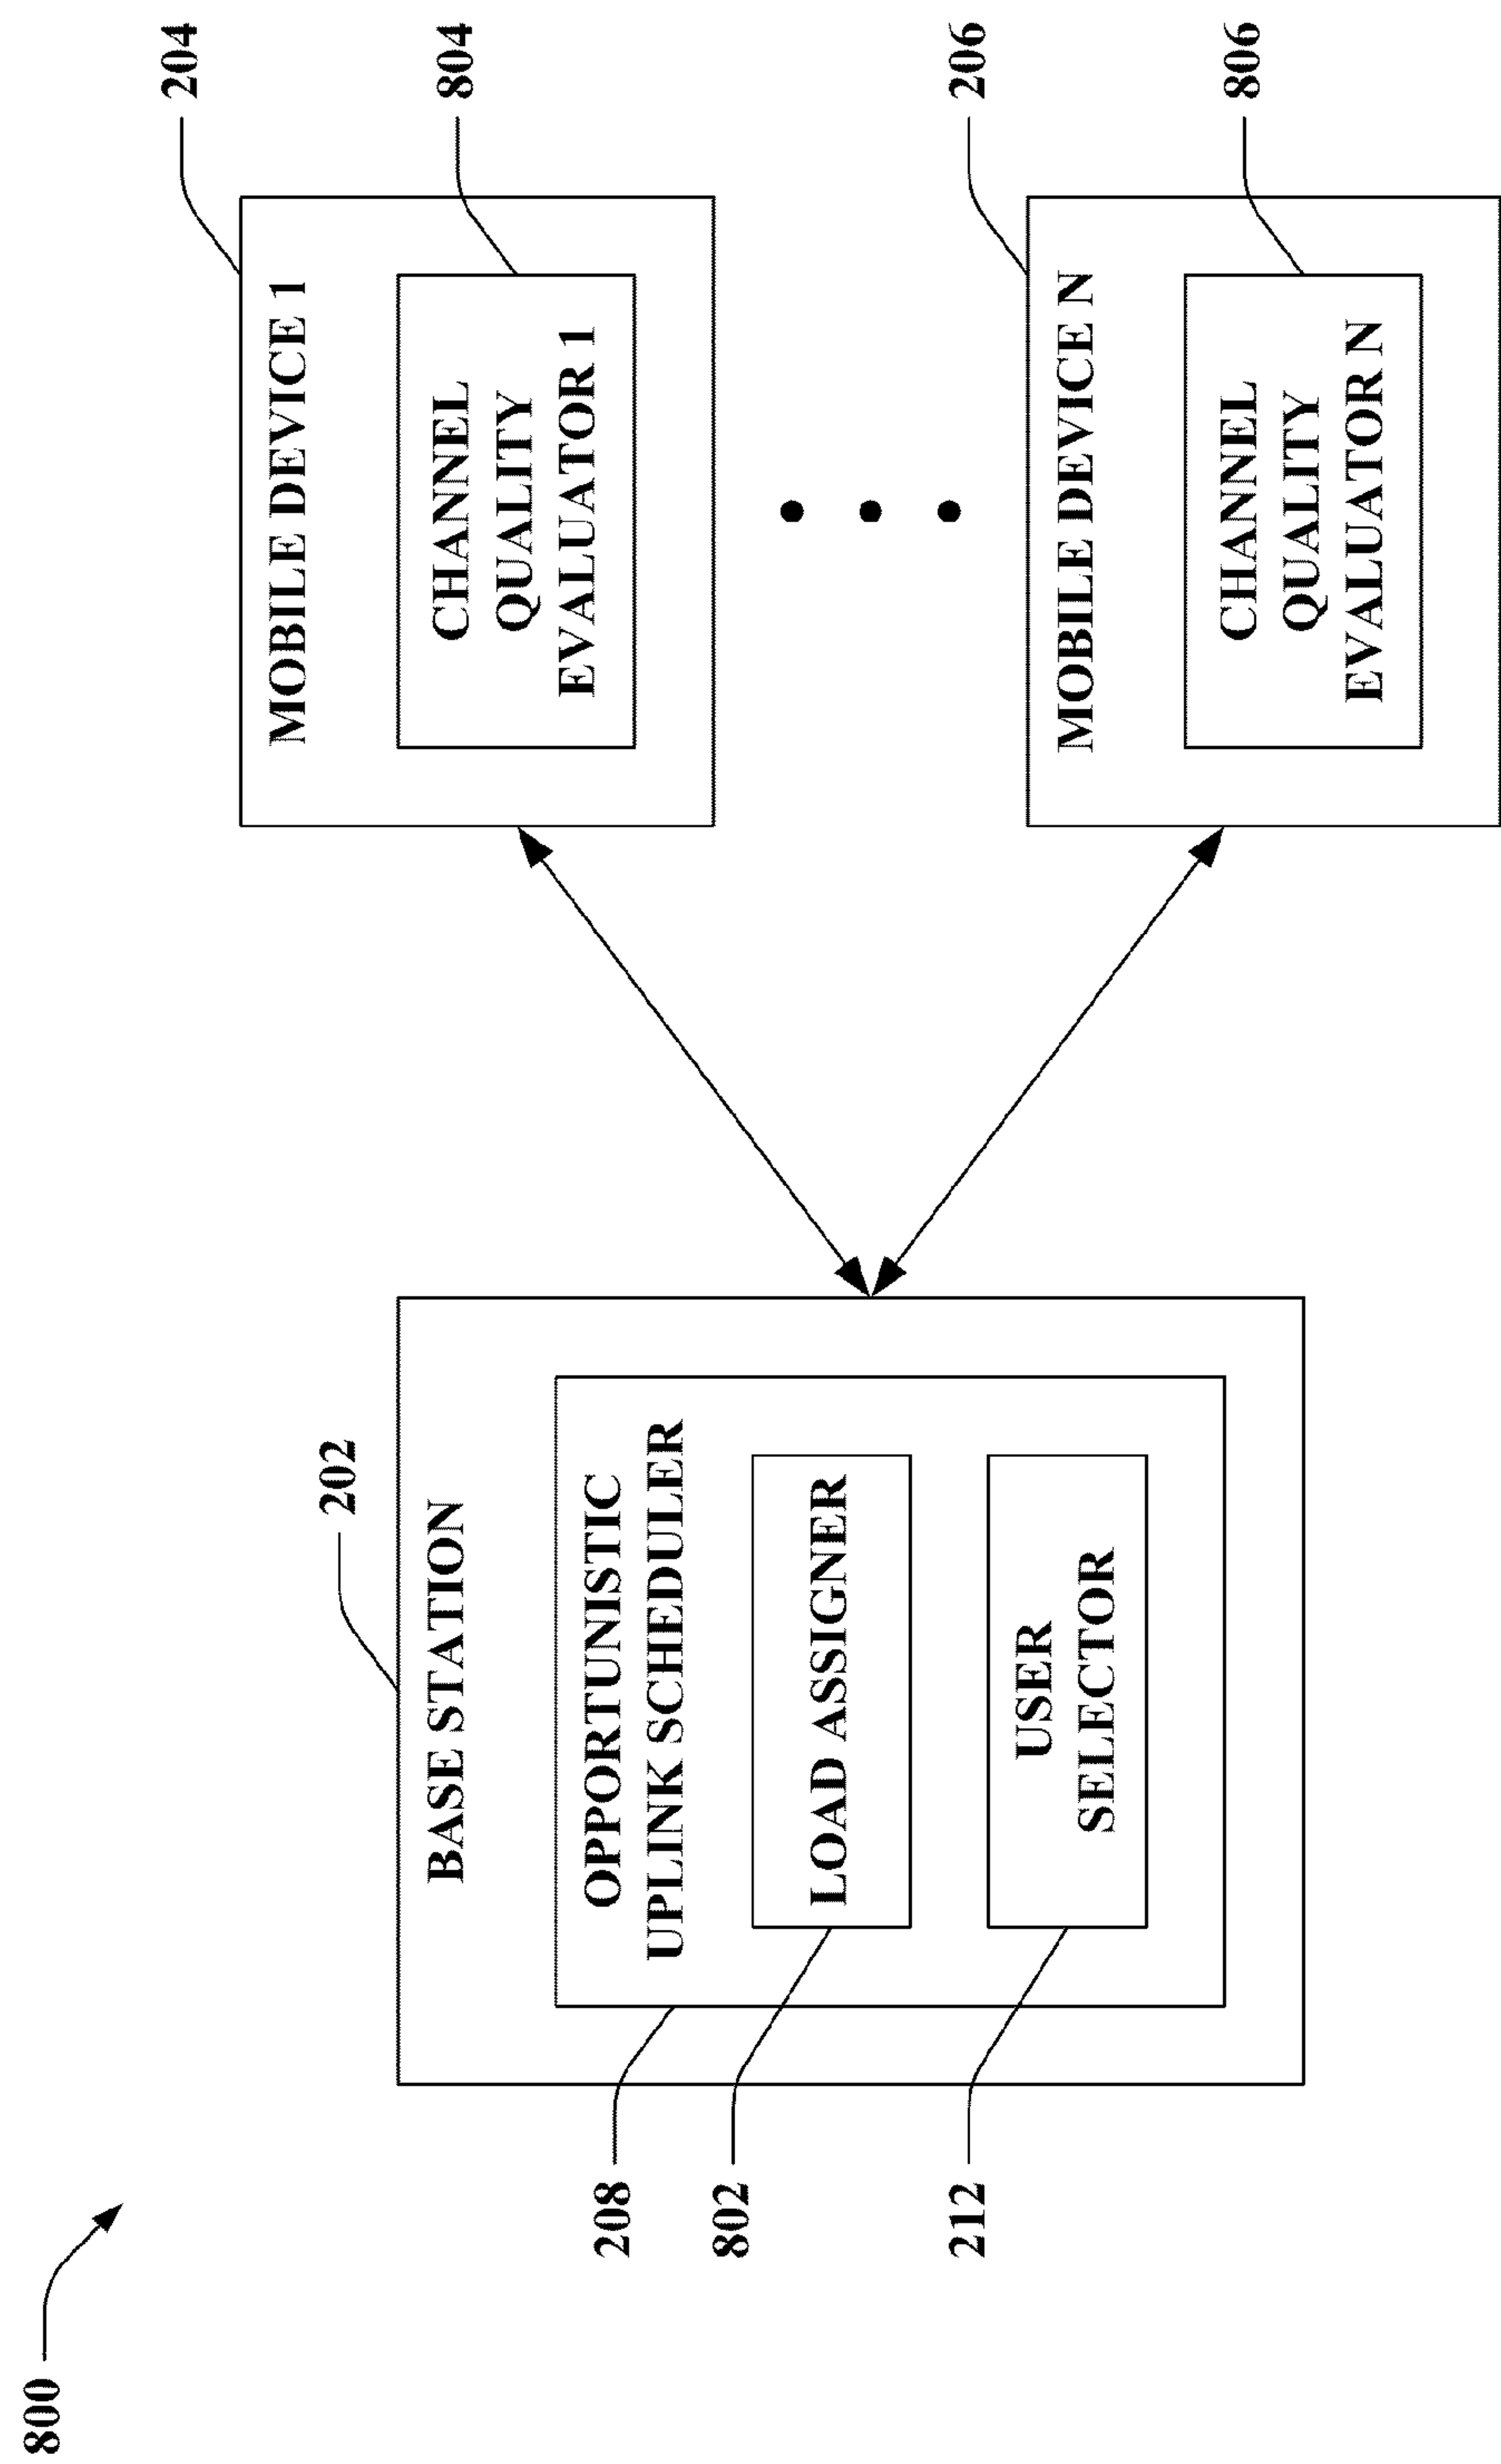 800
202
BASE STATION
OPPORTUNISTIC
UPLINK SCHEDULER
LOAD ASSIGNER
USER
SELECTOR
208
802
212
204
MOBILE DEVICE 1
804
CHANNEL
QUALITY
EVALUATOR 1
206
MOBILE DEVICE N
806
CHANNEL
QUALITY
EVALUATOR N